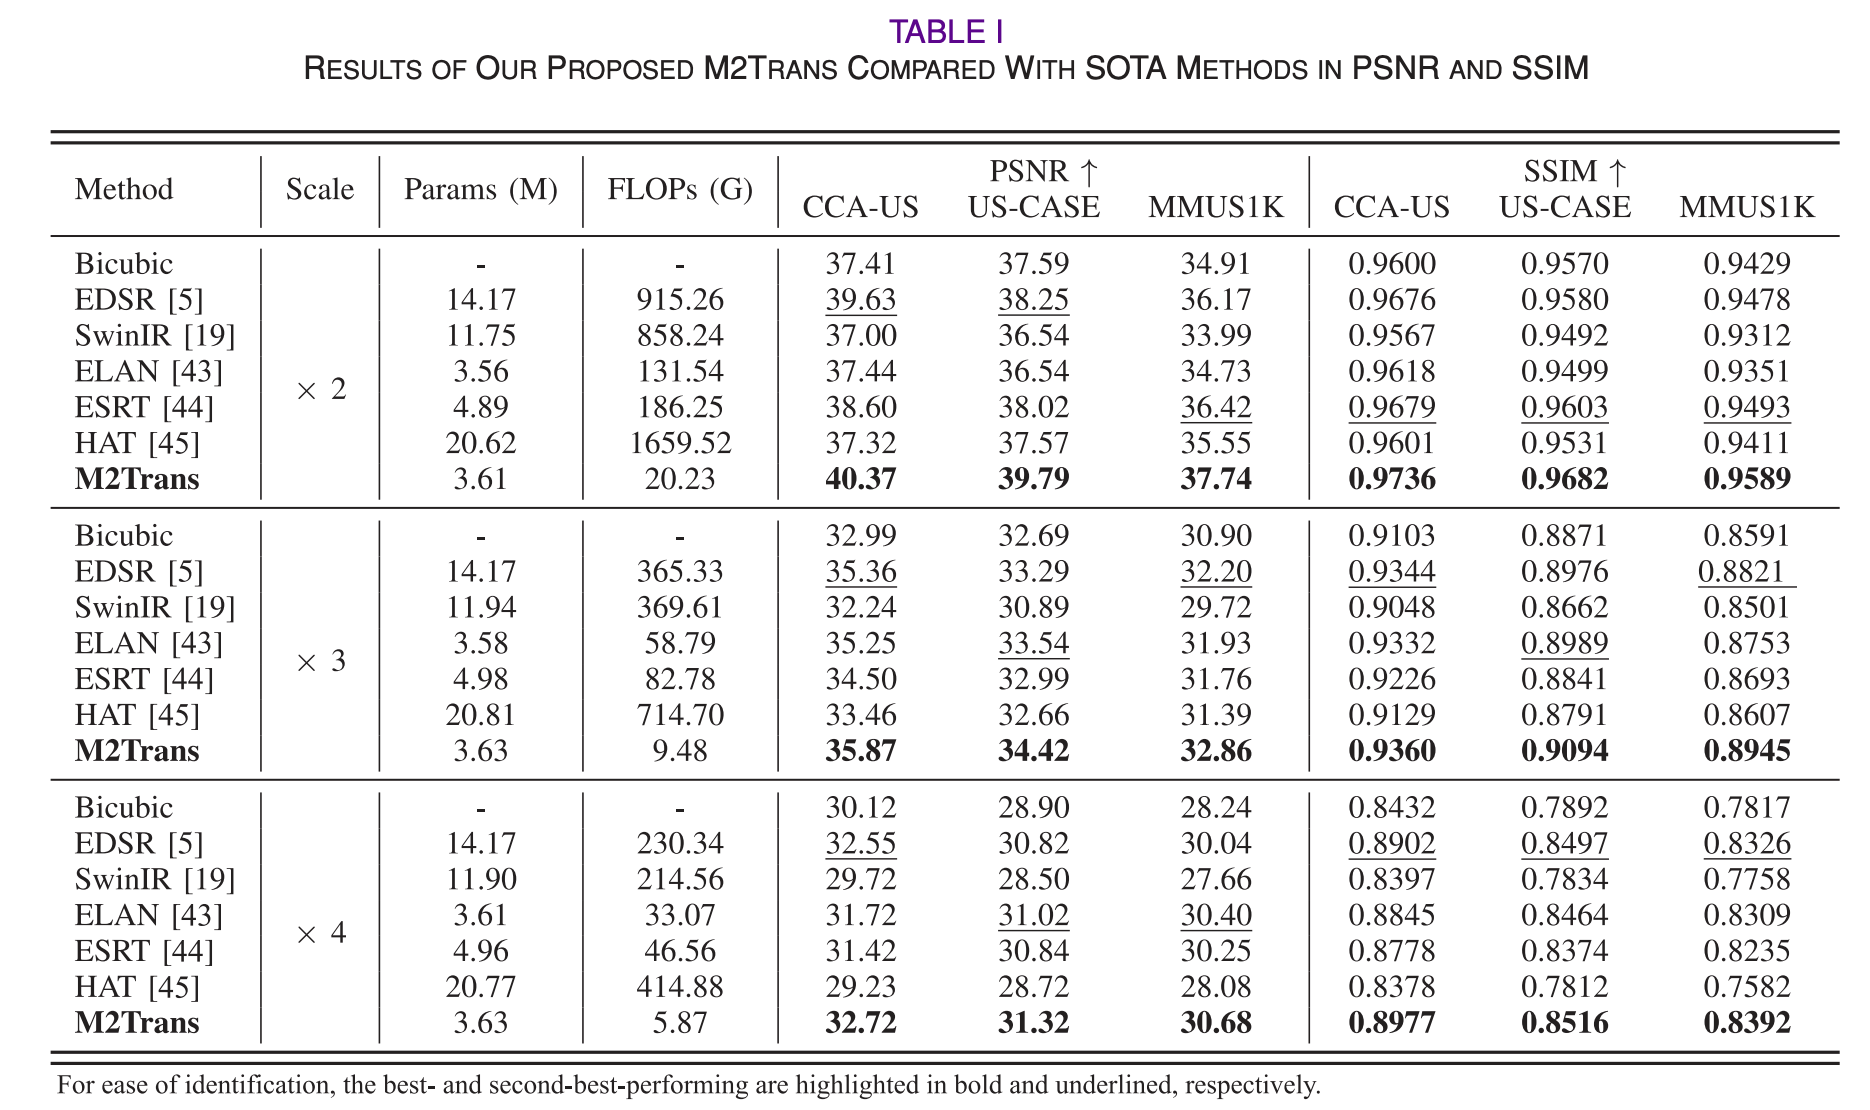 TABLE I
RESULTS OF OUR PROPOSED M2TRANS COMPARED WITH SOTA METHODS IN PSNR AND SSIM
Method Scale Params (M) FLOPs (G) PSNR ↑ SSIM ↑
CCA-US US-CASE MMUS1K CCA-US US-CASE MMUS1K
Bicubic - - 37.41 37.59 34.91 0.9600 0.9570 0.9429
EDSR [5] 14.17 915.26 39.63 38.25 36.17 0.9676 0.9580 0.9478
SwinIR [19] 11.75 858.24 37.00 36.54 33.99 0.9567 0.9492 0.9312
ELAN [43] 3.56 131.54 37.44 36.54 34.73 0.9618 0.9499 0.9351
× 2
ESRT [44] 4.89 186.25 38.60 38.02 36.42 0.9679 0.9603 0.9493
HAT [45] 20.62 1659.52 37.32 37.57 35.55 0.9601 0.9531 0.9411
M2Trans 3.61 20.23 40.37 39.79 37.74 0.9736 0.9682 0.9589
Bicubic - - 32.99 32.69 30.90 0.9103 0.8871 0.8591
EDSR [5] 14.17 365.33 35.36 33.29 32.20 0.9344 0.8976 0.8821
SwinIR [19] 11.94 369.61 32.24 30.89 29.72 0.9048 0.8662 0.8501
ELAN [43] 3.58 58.79 35.25 33.54 31.93 0.9332 0.8989 0.8753
× 3
ESRT [44] 4.98 82.78 34.50 32.99 31.76 0.9226 0.8841 0.8693
HAT [45] 20.81 714.70 33.46 32.66 31.39 0.9129 0.8791 0.8607
M2Trans 3.63 9.48 35.87 34.42 32.86 0.9360 0.9094 0.8945
Bicubic - - 30.12 28.90 28.24 0.8432 0.7892 0.7817
EDSR [5] 14.17 230.34 32.55 30.82 30.04 0.8902 0.8497 0.8326
SwinIR [19] 11.90 214.56 29.72 28.50 27.66 0.8397 0.7834 0.7758
ELAN [43] 3.61 33.07 31.72 31.02 30.40 0.8845 0.8464 0.8309
× 4
ESRT [44] 4.96 46.56 31.42 30.84 30.25 0.8778 0.8374 0.8235
HAT [45] 20.77 414.88 29.23 28.72 28.08 0.8378 0.7812 0.7582
M2Trans 3.63 5.87 32.72 31.32 30.68 0.8977 0.8516 0.8392
For ease of identification, the best- and second-best-performing are highlighted in bold and underlined, respectively.